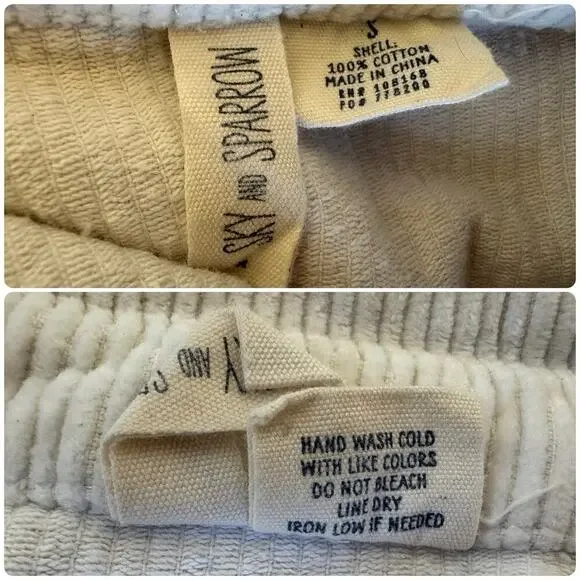 SKY AND SPARROW
S
SHELL:
100% COTTON
MADE IN CHINA
RN# 108168
PO# 778200
HAND WASH COLD
WITH LIKE COLORS
DO NOT BLEACH
LINE DRY
IRON LOW IF NEEDED